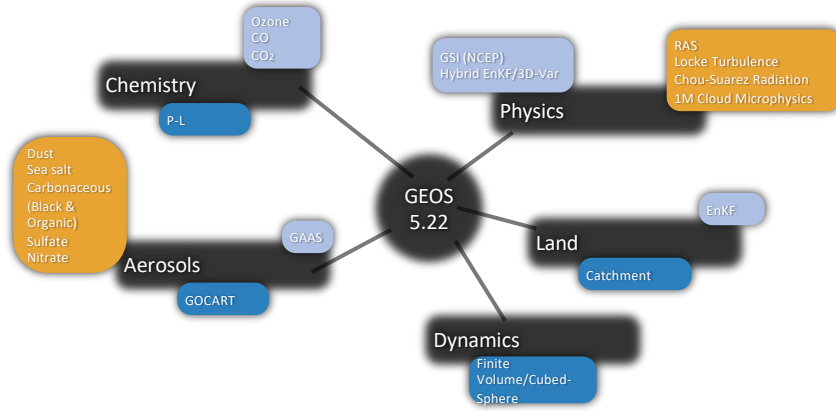 Ozone
CO
CO₂
Chemistry
P-L
GSI (NCEP)
Hybrid EnKF/3D-Var
Physics
RAS
Locke Turbulence
Chou-Suarez Radiation
1M Cloud Microphysics
GEOS
5.22
Dust
Sea salt
Carbonaceous
(Black &
Organic)
Sulfate
Nitrate
GAAS
Aerosols
GOCART
EnKF
Land
Catchment
Dynamics
Finite
Volume/Cubed-
Sphere